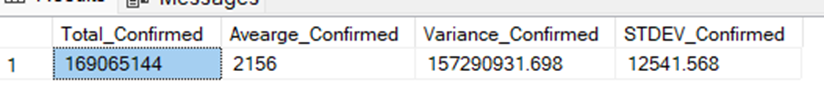 Messages
Total_Confirmed Avearge_Confirmed Variance_Confirmed STDEV_Confirmed
1 169065144 2156 157290931.698 12541.568